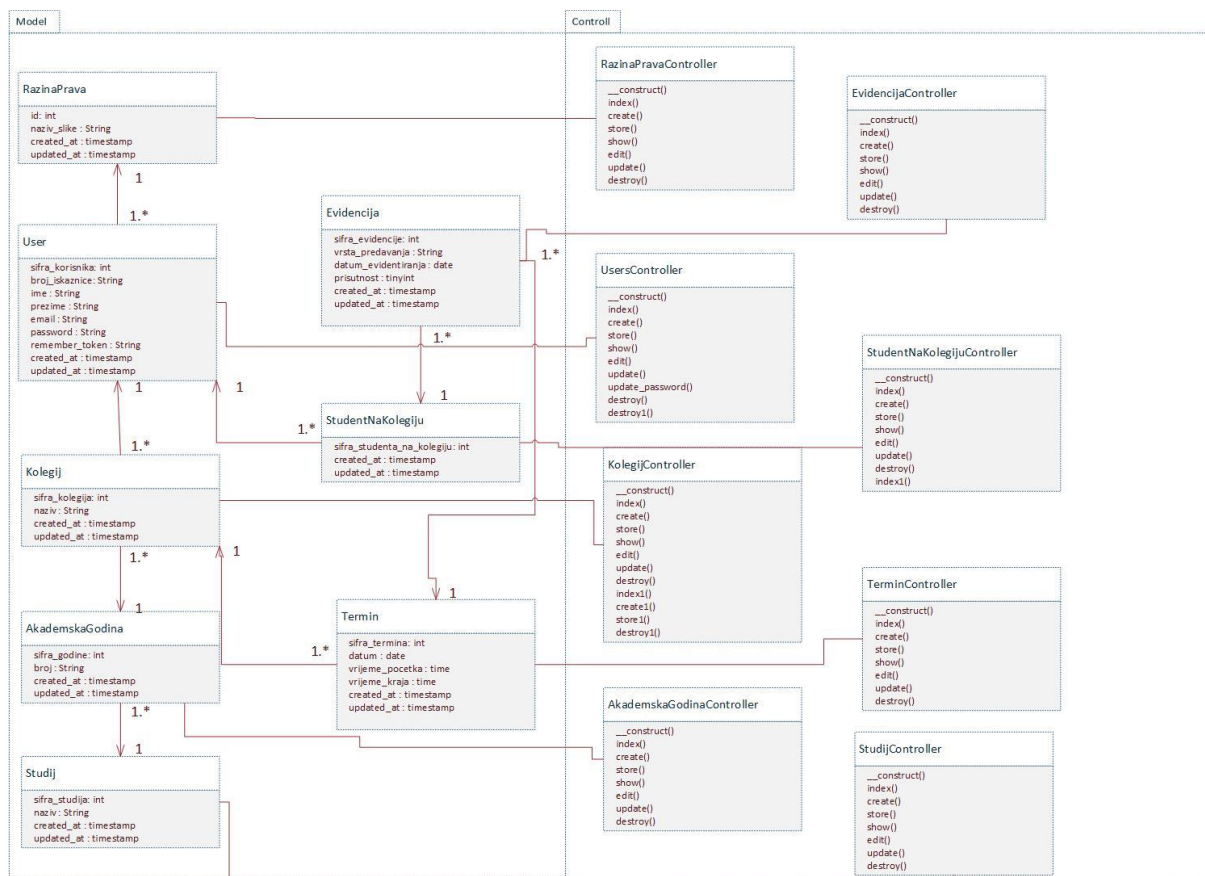 Model
RazinaPrava
id: int
naziv_slike : String
created_at : timestamp
updated_at : timestamp
1
1.*
User
sifra_korisnika: int
broj_iskaznice: String
ime : String
prezime : String
email : String
password : String
remember_token : String
created_at : timestamp
updated_at : timestamp
1
1
1.*
Kolegij
sifra_kolegija: int
naziv : String
created_at : timestamp
updated_at : timestamp
1.*
1
1
AkademskaGodina
sifra_godine: int
broj : String
created_at : timestamp
updated_at : timestamp
1.*
1
Studij
sifra_studija: int
naziv : String
created_at : timestamp
updated_at : timestamp
Evidencija
sifra_evidencije: int
vrsta_predavanja : String
datum_evidentiranja : date
prisutnost : tinyint
created_at : timestamp
updated_at : timestamp
1.*
1.*
1
1.*
StudentNaKolegiju
sifra_studenta_na_kolegiju: int
created_at : timestamp
updated_at : timestamp
1
1.*
Termin
sifra_termina: int
datum : date
vrijeme_pocetka : time
vrijeme_kraja : time
created_at : timestamp
updated_at : timestamp
Controll
RazinaPravaController
__construct()
index()
create()
store()
show()
edit()
update()
destroy()
EvidencijaController
__construct()
index()
create()
store()
show()
edit()
update()
destroy()
UsersController
__construct()
index()
create()
store()
show()
edit()
update()
update_password()
destroy()
destroy1()
StudentNaKolegijuController
__construct()
index()
create()
store()
show()
edit()
update()
destroy()
index1()
KolegijController
__construct()
index()
create()
store()
show()
edit()
update()
destroy()
index1()
create1()
store1()
destroy1()
TerminController
__construct()
index()
create()
store()
show()
edit()
update()
destroy()
AkademskaGodinaController
__construct()
index()
create()
store()
show()
edit()
update()
destroy()
StudijController
__construct()
index()
create()
store()
show()
edit()
update()
destroy()